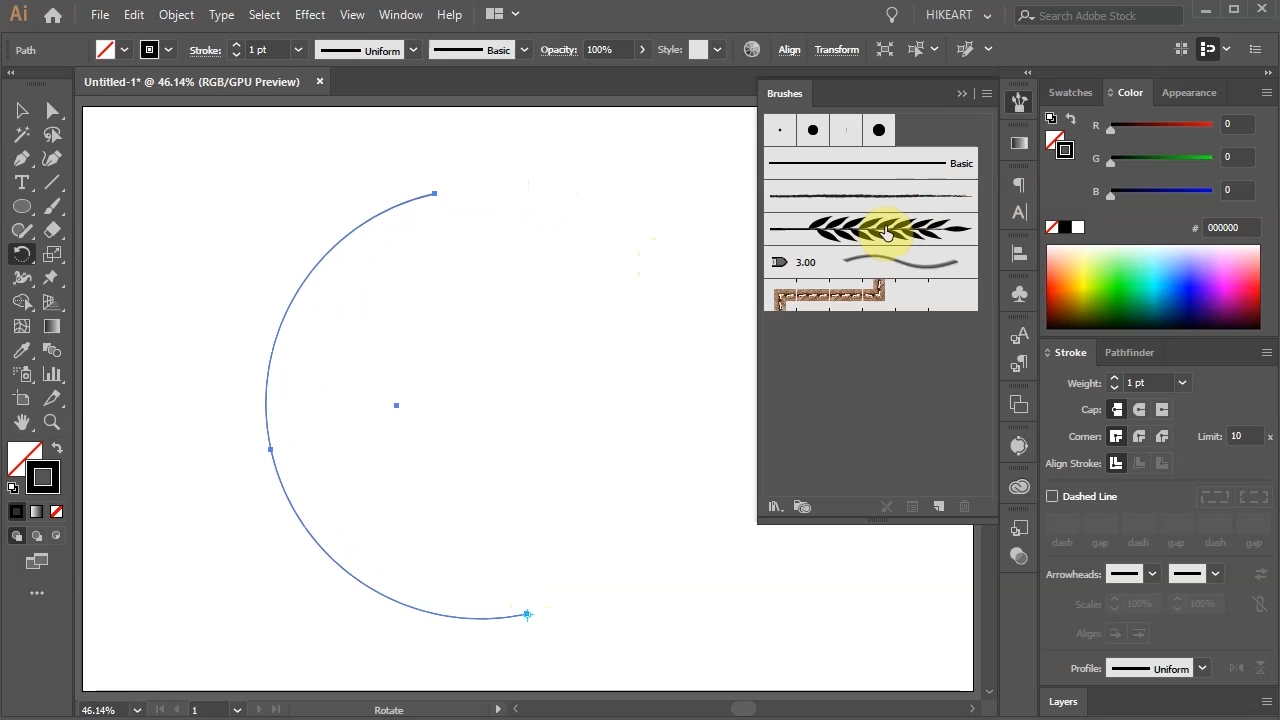 Ai File Edit Object Type Select Effect View Window Help HIKEART Search Adobe Stock
Path Stroke: 1 pt Uniform Basic Opacity: 100% Style: Align Transform
Untitled-1* @ 46.14% (RGB/GPU Preview)
Brushes
Basic
3.00
Swatches Color Appearance
R 0
G 0
B 0
# 000000
Stroke Pathfinder
Weight: 1 pt
Cap:
Corner: Limit: 10 x
Align Stroke:
Dashed Line
dash gap dash gap dash gap
Arrowheads:
Scale: 100% 100%
Align:
Profile: Uniform
Layers
46.14% 1 Rotate